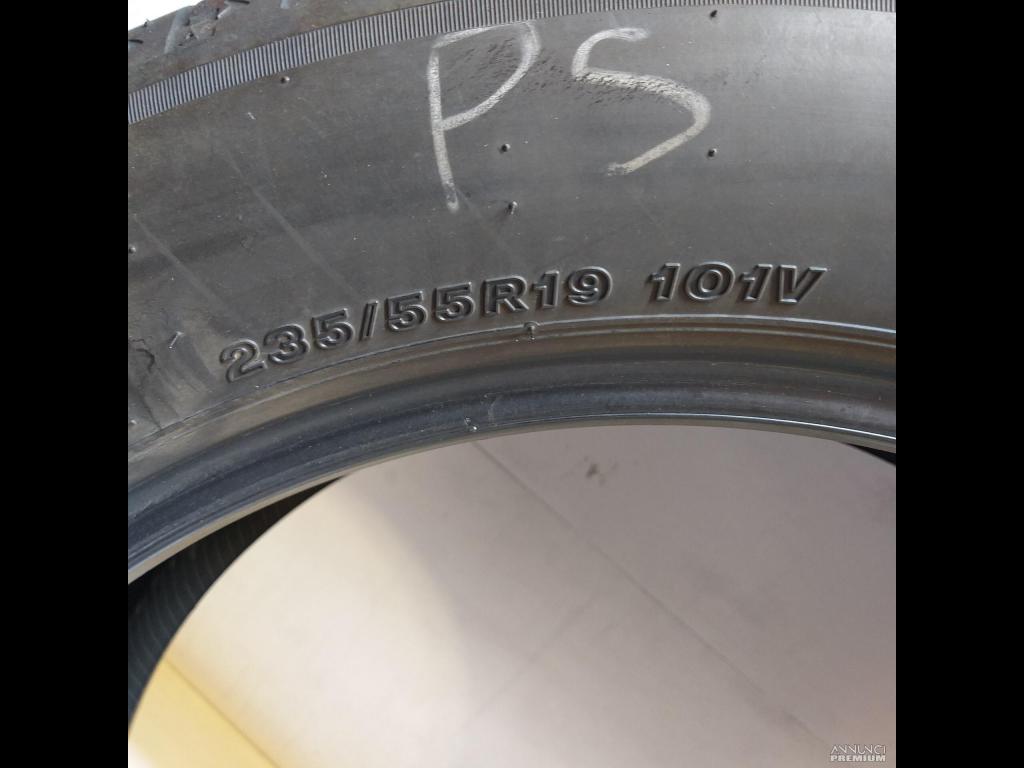 PS
235/55R19 101V
ANNUNCI
PREMIUM